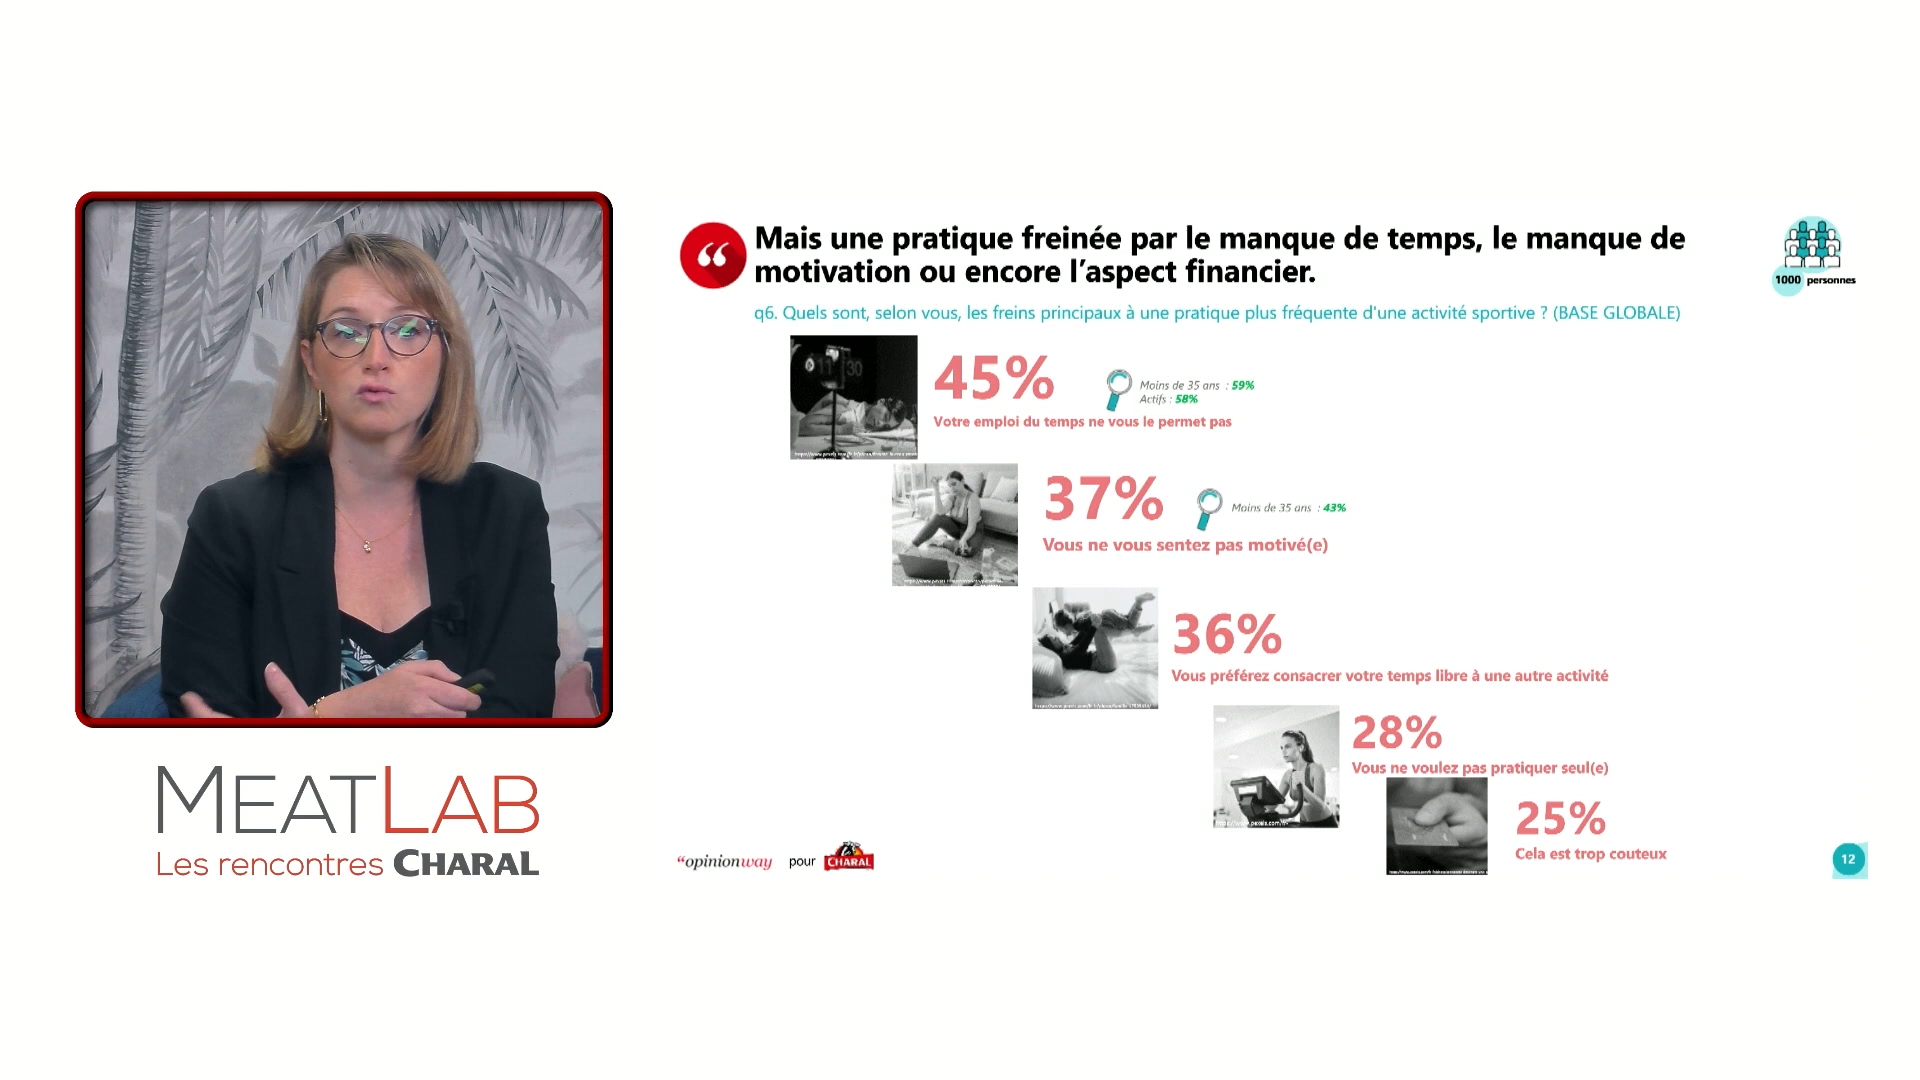 Mais une pratique freinée par le manque de temps, le manque de
motivation ou encore l'aspect financier.
1000 personnes
q6. Quels sont, selon vous, les freins principaux à une pratique plus fréquente d'une activité sportive ? (BASE GLOBALE)
45%
Moins de 35 ans : 59%
Actifs : 58%
Votre emploi du temps ne vous le permet pas
37%
Moins de 35 ans : 43%
Vous ne vous sentez pas motivé(e)
36%
Vous préférez consacrer votre temps libre à une autre activité
28%
Vous ne voulez pas pratiquer seul(e)
25%
Cela est trop couteux
MEATLAB
Les rencontres CHARAL
“opinionway pour CHARAL
12